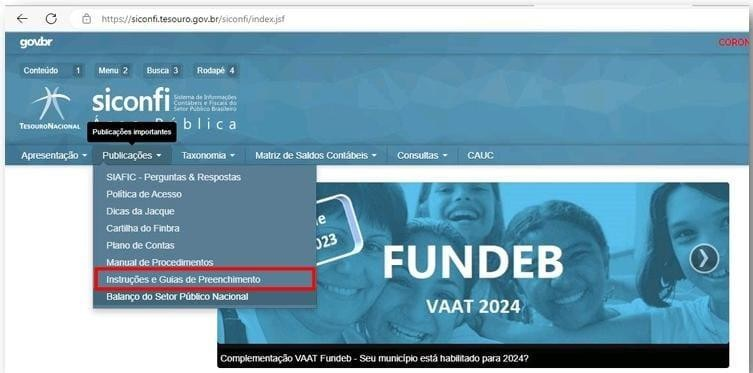 https://siconfi.tesouro.gov.br/siconfi/index.jsf
gov.br
CORON
Conteúdo 1 Menu 2 Busca 3 Rodapé 4
siconfi Sistema de Informações
Contábeis e Fiscais do
Setor Público Brasileiro
TESOURONACIONAL Área Pública
Publicações importantes
Apresentação Publicações Taxonomia Matriz de Saldos Contábeis Consultas CAUC
SIAFIC - Perguntas & Respostas
Política de Acesso
Dicas da Jacque
Cartilha do Finbra
Plano de Contas
Manual de Procedimentos
Instruções e Guias de Preenchimento
Balanço do Setor Público Nacional
2023
FUNDEB
VAAT 2024
Complementação VAAT Fundeb - Seu município está habilitado para 2024?